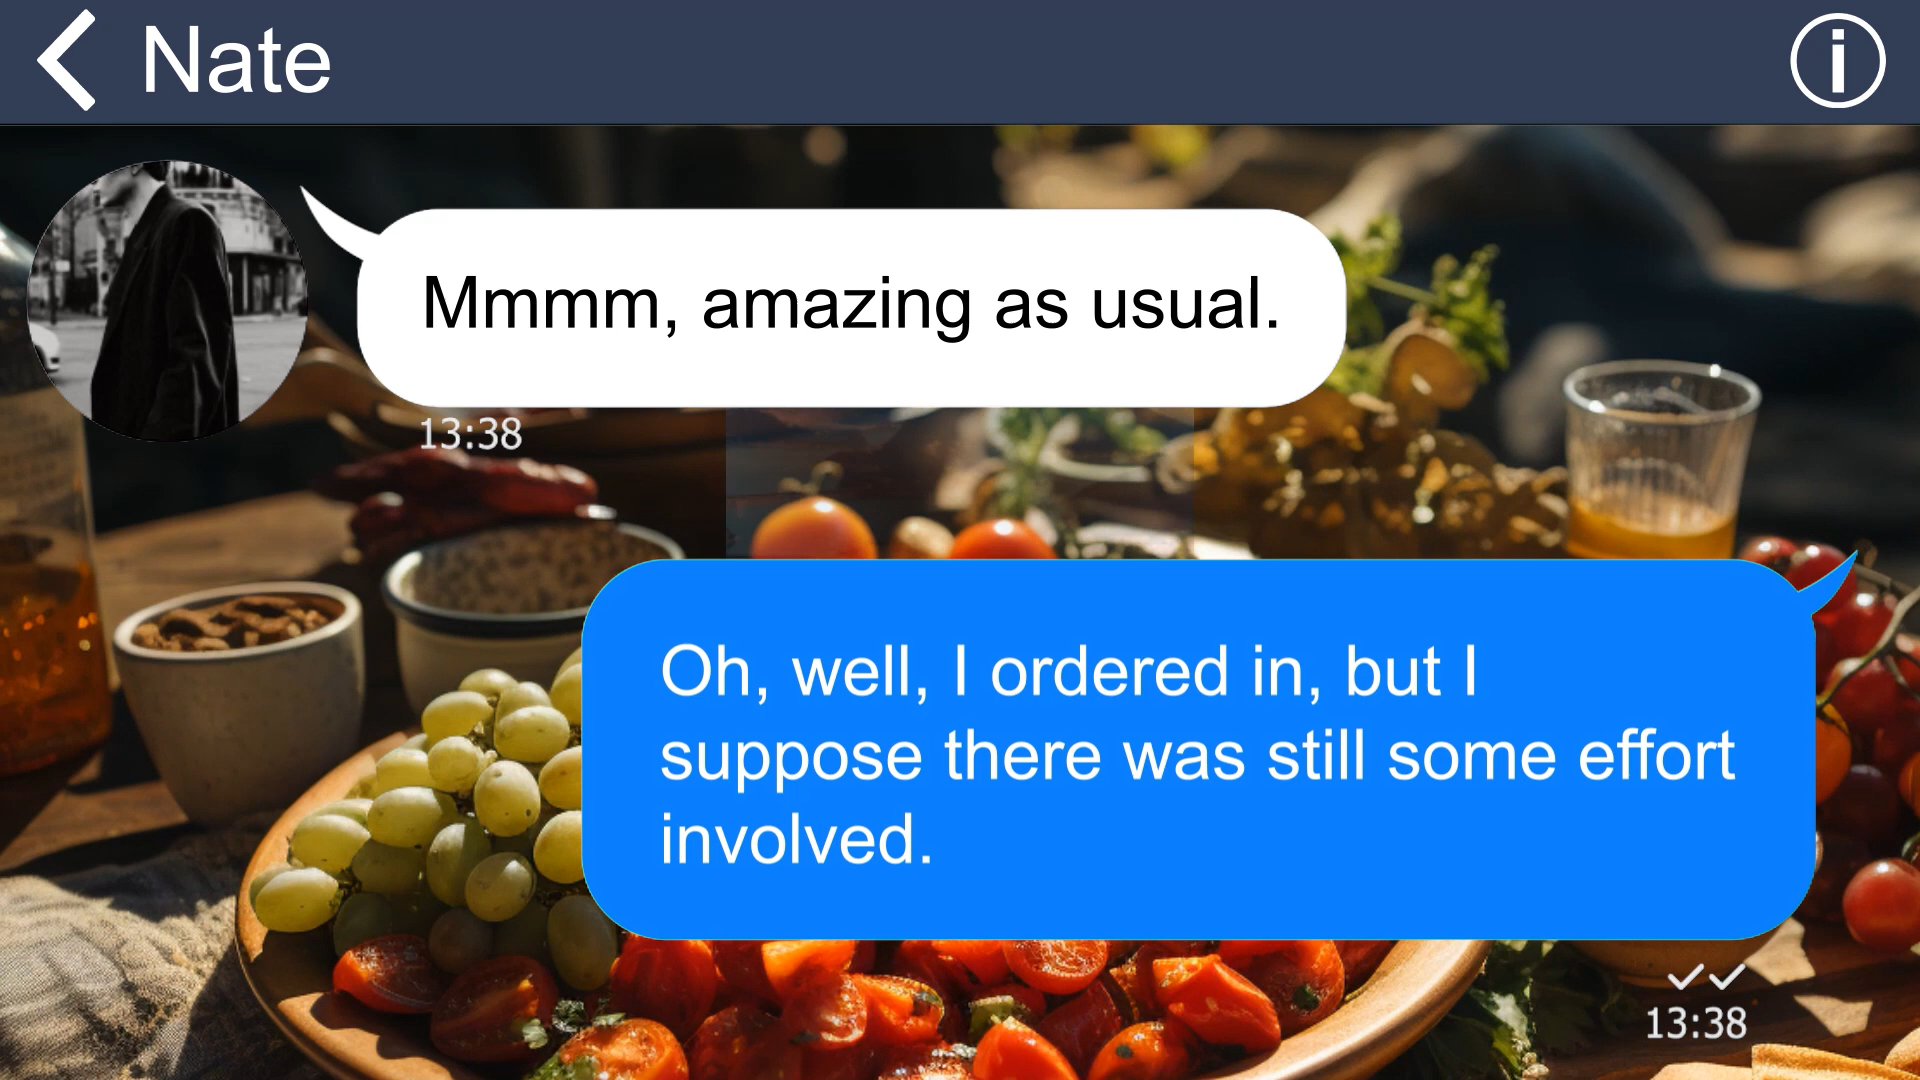 Nate
Mmmm, amazing as usual.
13:38
Oh, well, I ordered in, but I
suppose there was still some effort
involved.
13:38